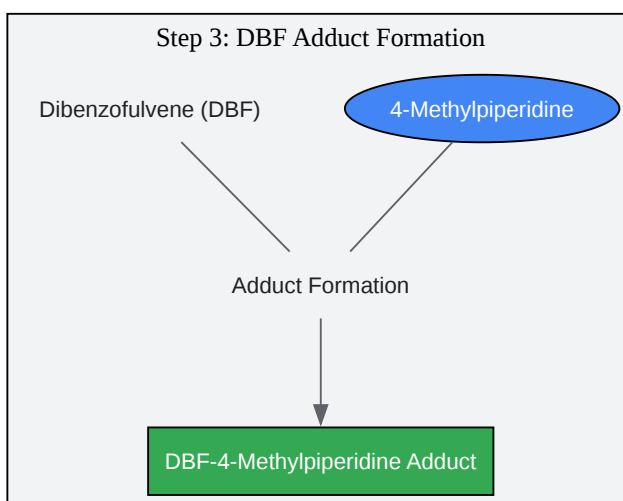 Step 3: DBF Adduct Formation
Dibenzofulvene (DBF)
4-Methylpiperidine
Adduct Formation
DBF-4-Methylpiperidine Adduct